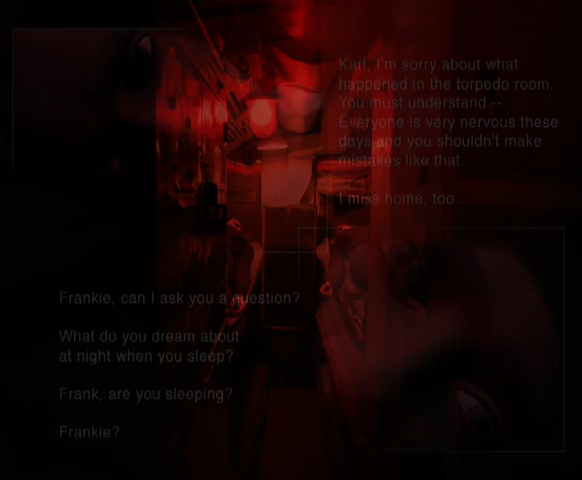 Karl, I'm sorry about what
happened in the torpedo room.
You must understand --
Everyone is very nervous these
days and you shouldn't make
mistakes like that.
I miss home, too...
Frankie, can I ask you a question?
What do you dream about
at night when you sleep?
Frank, are you sleeping?
Frankie?